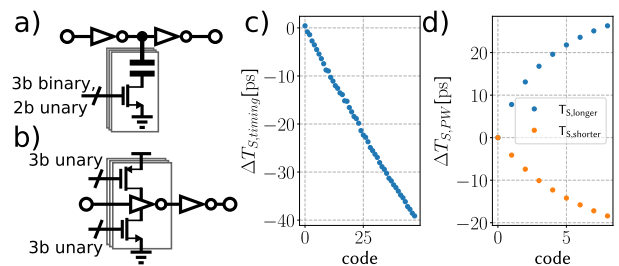 a)
3b binary,
2b unary
b)
3b unary
3b unary
c)
ΔT_{S,timing}[ps]
0
−10
−20
−30
−40
0 25
code
d)
ΔT_{S,PW}[ps]
20
10
0
−10
−20
T_{S,longer}
T_{S,shorter}
0 5
code